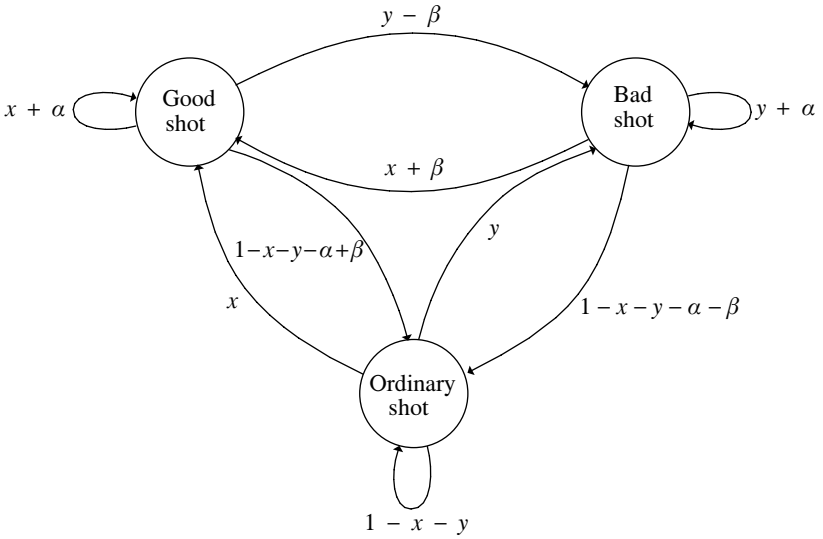 y − β
x + α
Good
shot
Bad
shot
y + α
x + β
y
1−x−y−α+β
x
1−x−y−α−β
Ordinary
shot
1 − x − y